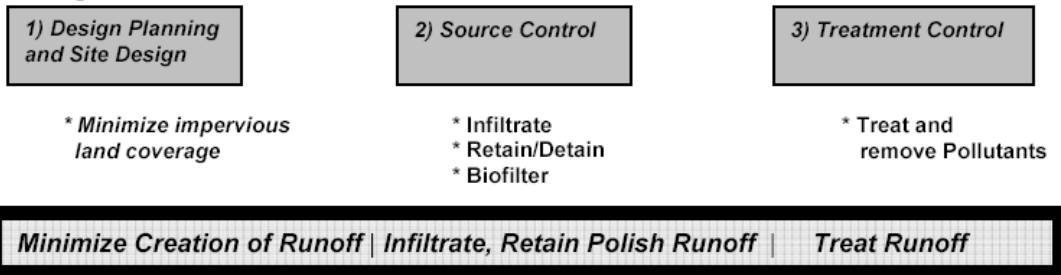 1) Design Planning
and Site Design
2) Source Control
3) Treatment Control
* Minimize impervious
land coverage
* Infiltrate
* Retain/Detain
* Biofilter
* Treat and
remove Pollutants
Minimize Creation of Runoff | Infiltrate, Retain Polish Runoff | Treat Runoff